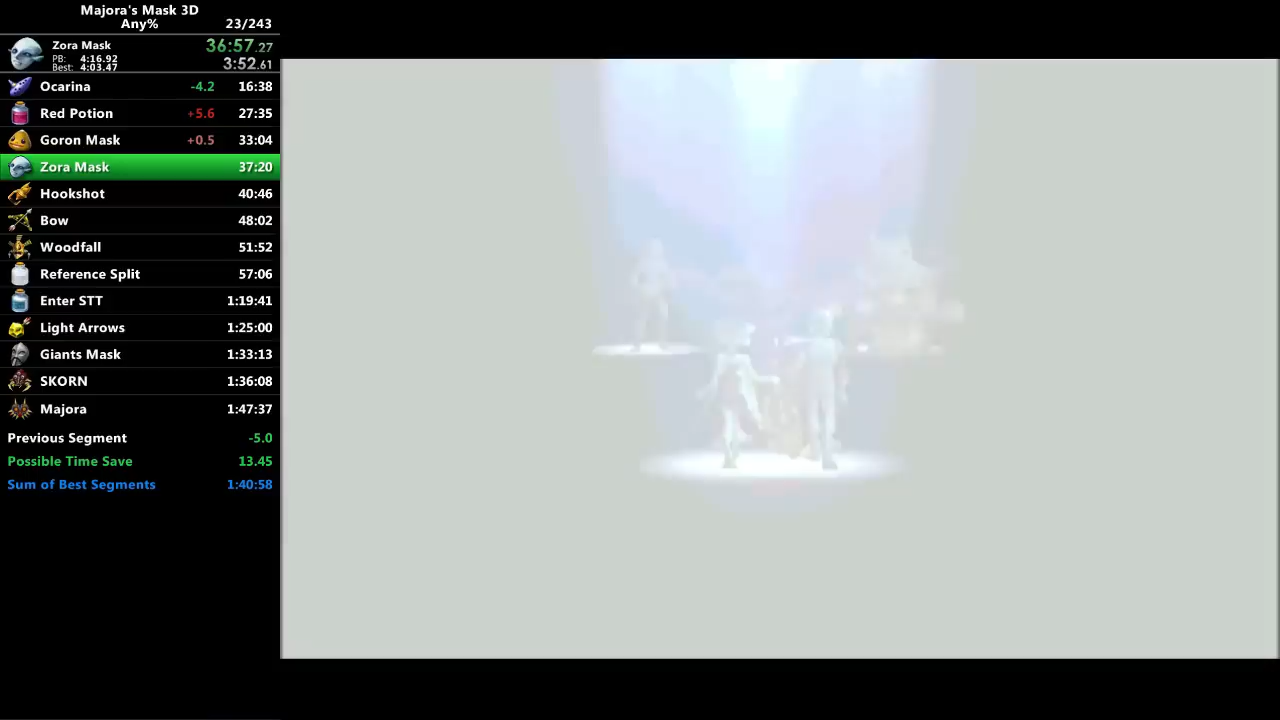 Majora's Mask 3D
Any% 23/243
Zora Mask 36:57.27
PB: 4:16.92
Best: 4:03.47 3:52.61
Ocarina -4.2 16:38
Red Potion +5.6 27:35
Goron Mask +0.5 33:04
Zora Mask 37:20
Hookshot 40:46
Bow 48:02
Woodfall 51:52
Reference Split 57:06
Enter STT 1:19:41
Light Arrows 1:25:00
Giants Mask 1:33:13
SKORN 1:36:08
Majora 1:47:37
Previous Segment -5.0
Possible Time Save 13.45
Sum of Best Segments 1:40:58